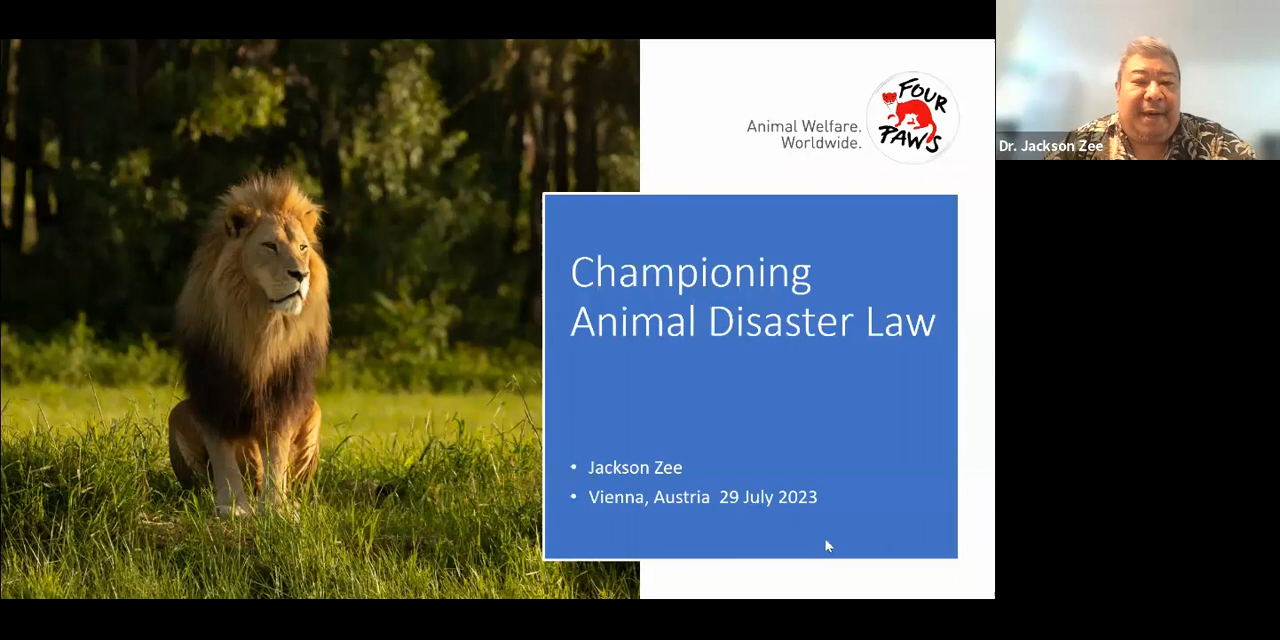 Animal Welfare.
Worldwide.
FOUR
PAWS
Dr. Jackson Zee
Championing
Animal Disaster Law
• Jackson Zee
• Vienna, Austria 29 July 2023